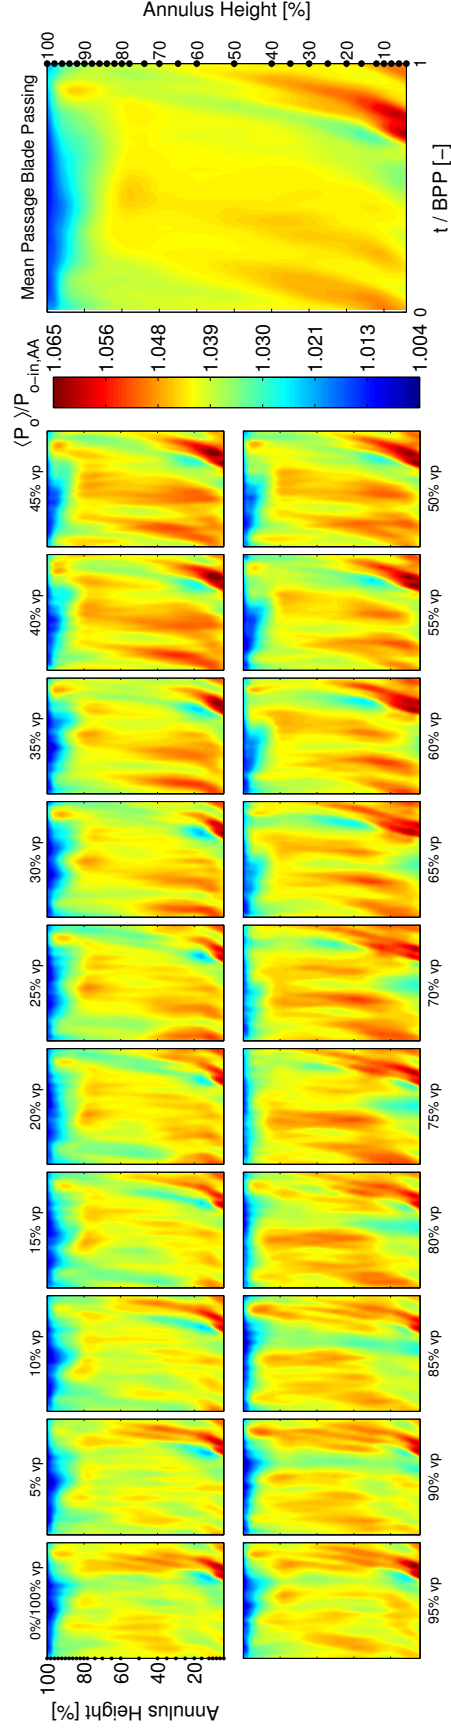 0%/100% vp
5% vp
10% vp
15% vp
20% vp
25% vp
30% vp
35% vp
40% vp
45% vp
Annulus Height [%]
100
80
60
40
20
95% vp
90% vp
85% vp
80% vp
75% vp
70% vp
65% vp
60% vp
55% vp
50% vp
⟨P_o⟩/P_o−in,AA
1.065
1.056
1.048
1.039
1.030
1.021
1.013
1.004
Mean Passage Blade Passing
100
90
80
70
60
50
40
30
20
10
Annulus Height [%]
0
1
t / BPP [−]